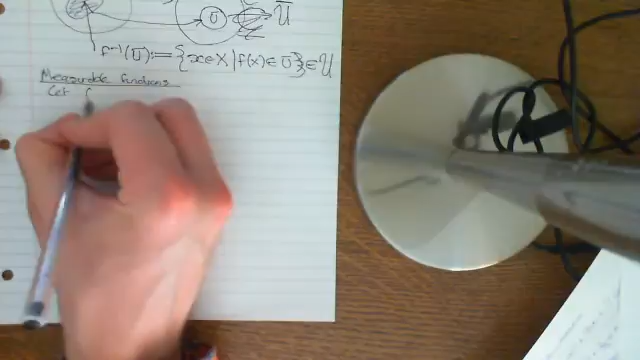 Ū Ū
f⁻¹(Ū) := {x∈X | f(x) ∈ Ū} ∈ U
Measurable functions
Let (